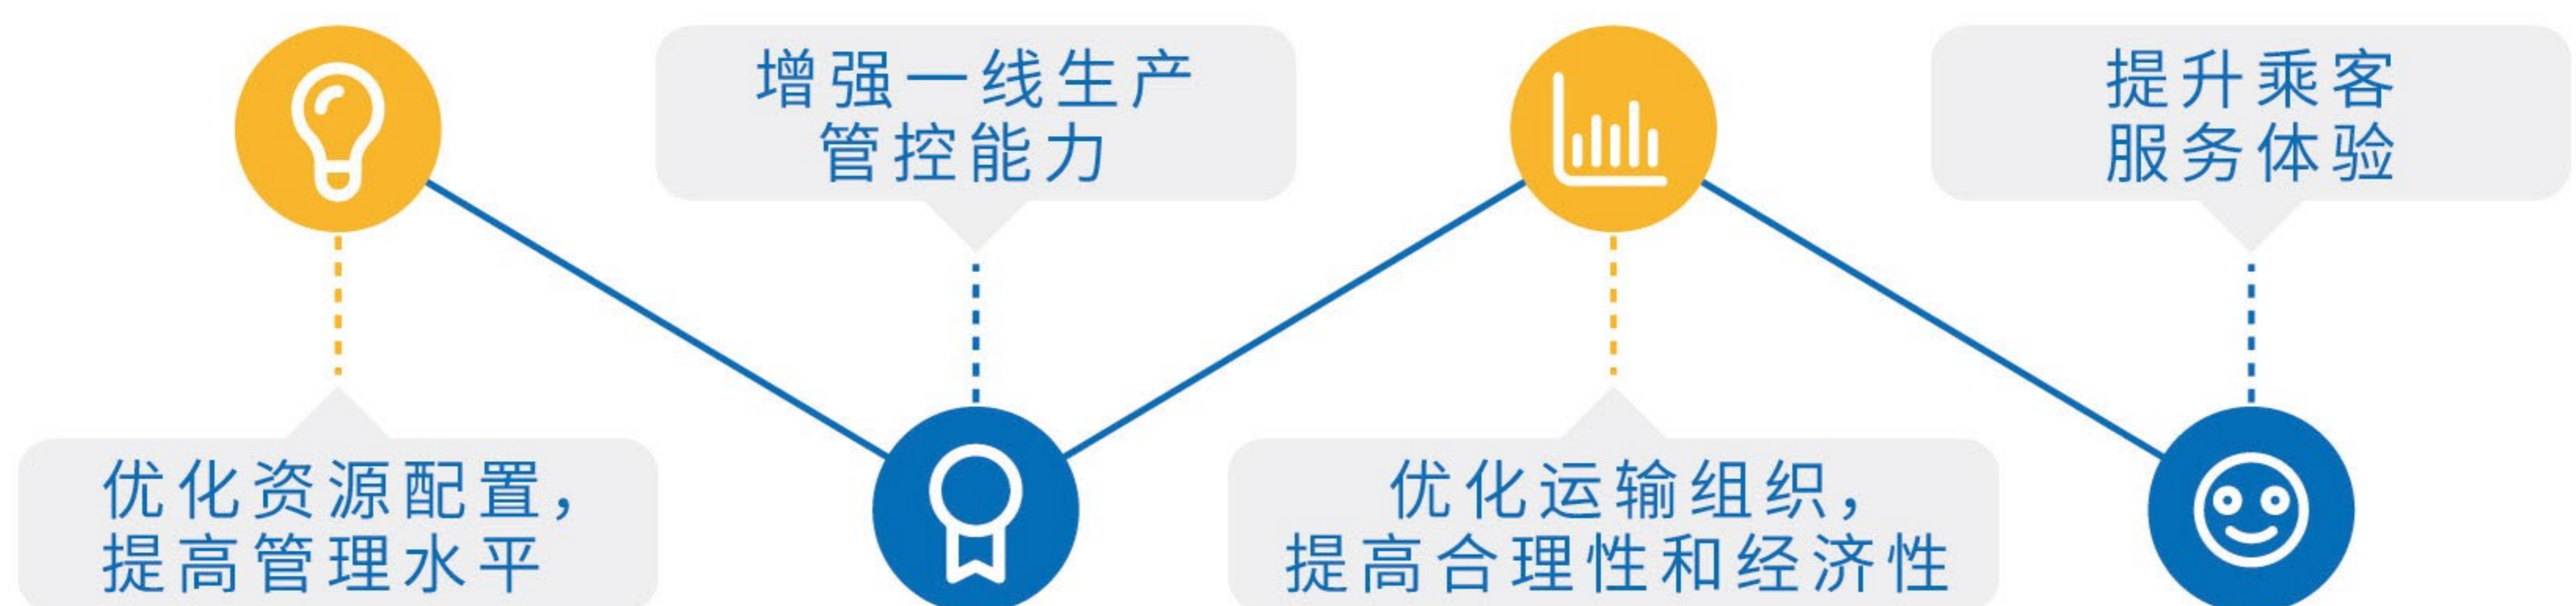 增强一线生产
管控能力
提升乘客
服务体验
优化资源配置，
提高管理水平
优化运输组织，
提高合理性和经济性